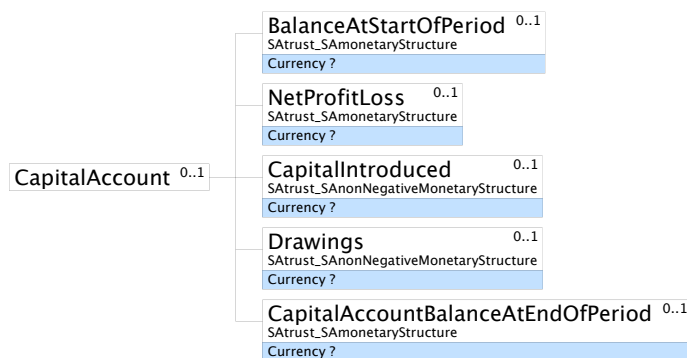 BalanceAtStartOfPeriod 0..1
SAtrust_SAmonetaryStructure
Currency ?
NetProfitLoss 0..1
SAtrust_SAmonetaryStructure
Currency ?
CapitalAccount 0..1
CapitalIntroduced 0..1
SAtrust_SAnonNegativeMonetaryStructure
Currency ?
Drawings 0..1
SAtrust_SAnonNegativeMonetaryStructure
Currency ?
CapitalAccountBalanceAtEndOfPeriod 0..1
SAtrust_SAmonetaryStructure
Currency ?